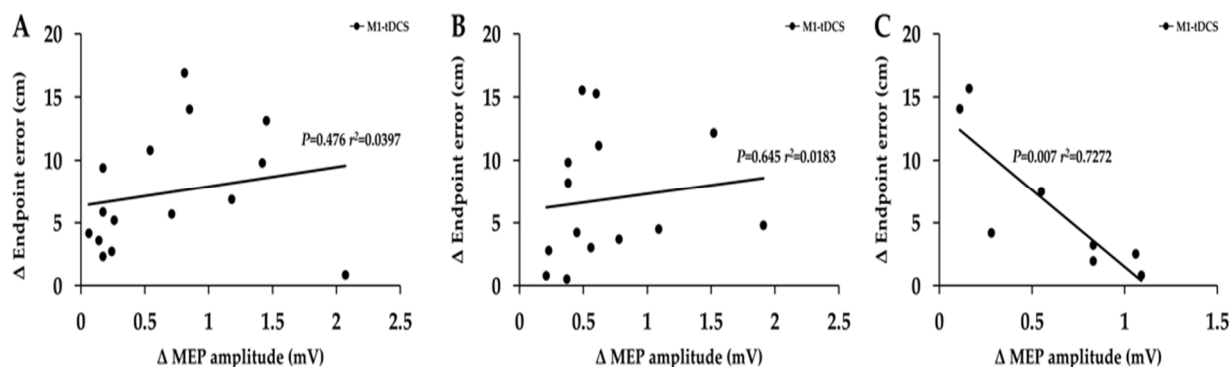 A
M1-tDCS
Δ Endpoint error (cm)
20
15
10
5
0
P=0.476 r²=0.0397
0 0.5 1 1.5 2 2.5
Δ MEP amplitude (mV)
B
M1-tDCS
Δ Endpoint error (cm)
20
15
10
5
0
P=0.645 r²=0.0183
0 0.5 1 1.5 2 2.5
Δ MEP amplitude (mV)
C
M1-tDCS
Δ Endpoint error (cm)
20
15
10
5
0
P=0.007 r²=0.7272
0 0.5 1 1.5
Δ MEP amplitude (mV)